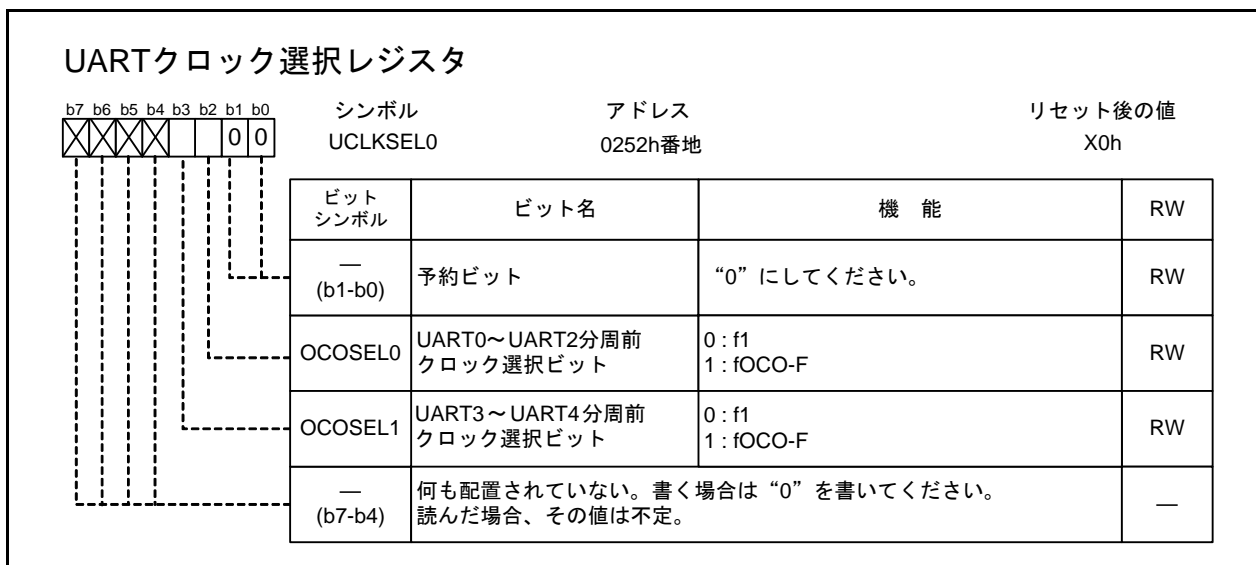 UARTクロック選択レジスタ
b7 b6 b5 b4 b3 b2 b1 b0
0 0
シンボル アドレス リセット後の値
UCLKSEL0 0252h番地 X0h
ビット
シンボル
ビット名 機 能 RW
—
(b1-b0)
予約ビット “0”にしてください。 RW
OCOSEL0
UART0～UART2分周前
クロック選択ビット
0 : f1
1 : fOCO-F
RW
OCOSEL1
UART3～UART4分周前
クロック選択ビット
0 : f1
1 : fOCO-F
RW
—
(b7-b4)
何も配置されていない。書く場合は“0”を書いてください。
読んだ場合、その値は不定。
—